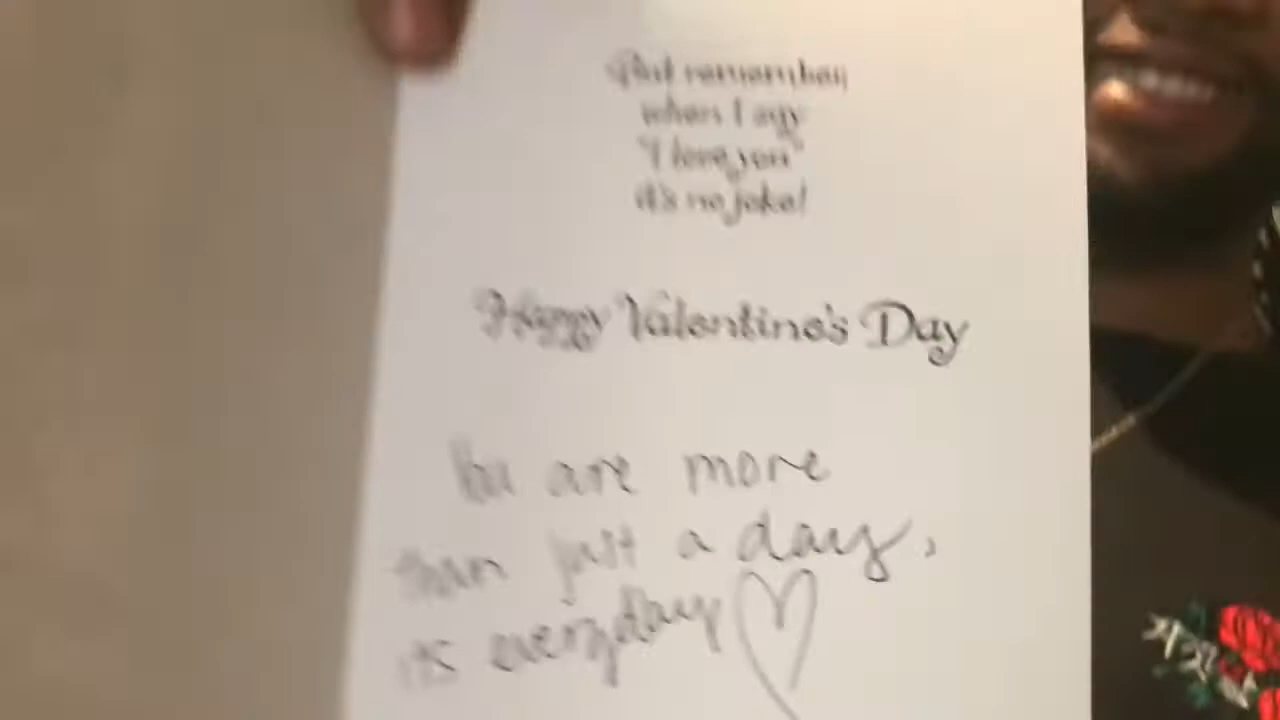 But remember,
when I say
"I love you"
it's no joke!
Happy Valentine's Day
You are more
than just a day,
its everyday